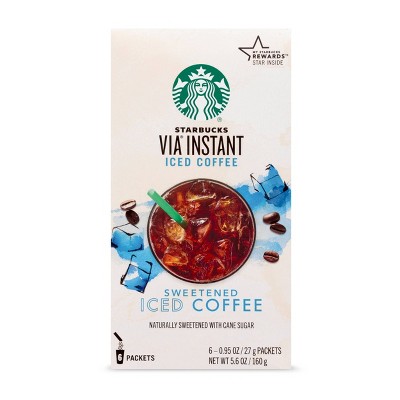 MY STARBUCKS
REWARDS™
STAR INSIDE
STARBUCKS
VIA® INSTANT
ICED COFFEE
SWEETENED
ICED COFFEE
NATURALLY SWEETENED WITH CANE SUGAR
6 – 0.95 OZ / 27 g PACKETS
NET WT 5.6 OZ / 160 g
6 PACKETS